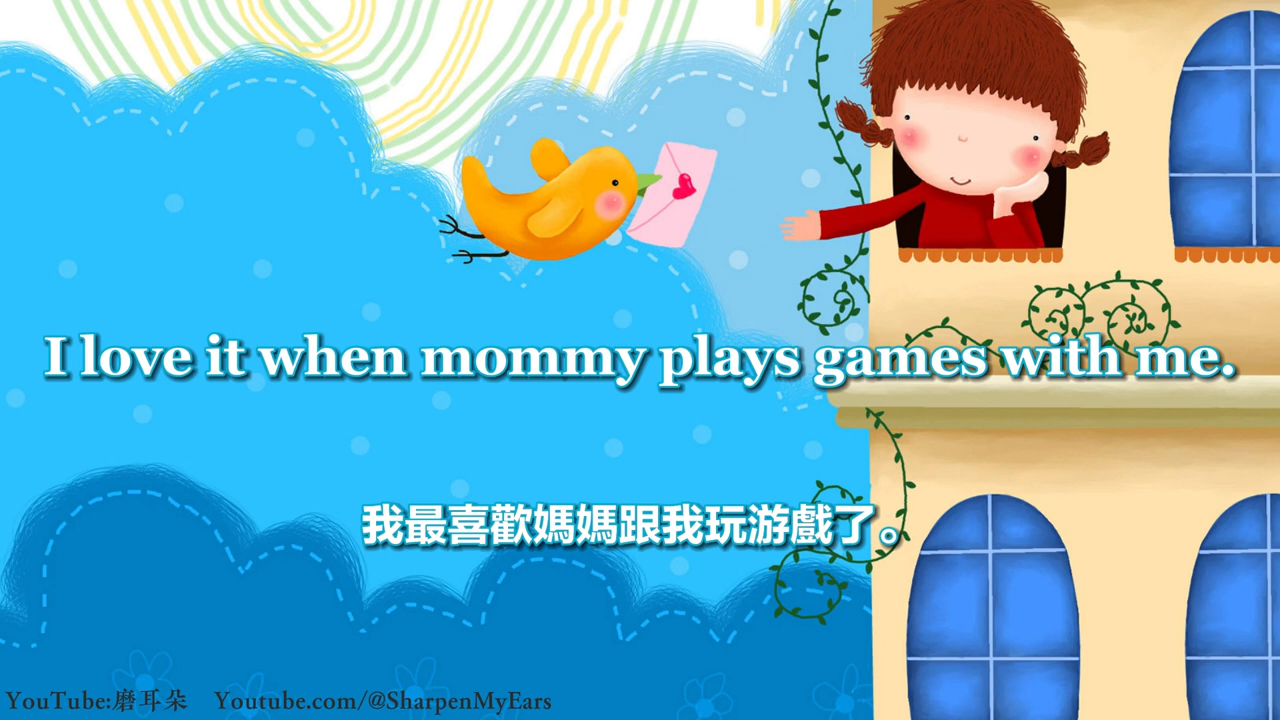 I love it when mommy plays games with me.
我最喜歡媽媽跟我玩游戲了。
YouTube:磨耳朵 Youtube.com/@SharpenMyEars